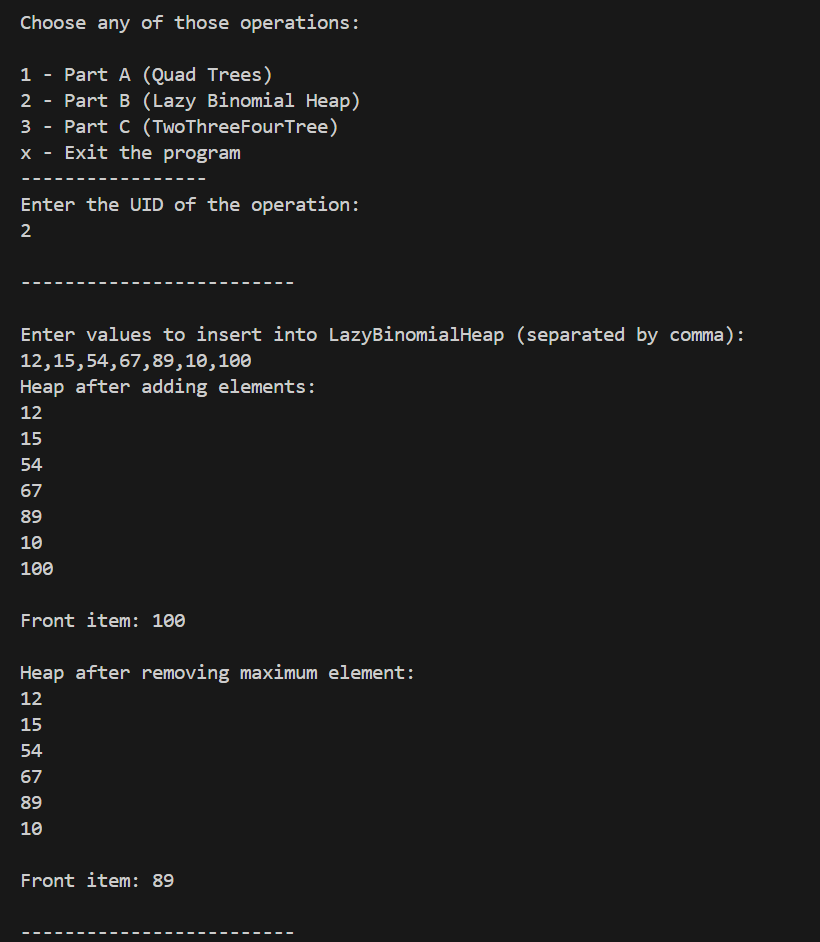 Choose any of those operations:
1 - Part A (Quad Trees)
2 - Part B (Lazy Binomial Heap)
3 - Part C (TwoThreeFourTree)
x - Exit the program
-----------------
Enter the UID of the operation:
2
-------------------------
Enter values to insert into LazyBinomialHeap (separated by comma):
12,15,54,67,89,10,100
Heap after adding elements:
12
15
54
67
89
10
100
Front item: 100
Heap after removing maximum element:
12
15
54
67
89
10
Front item: 89
-------------------------